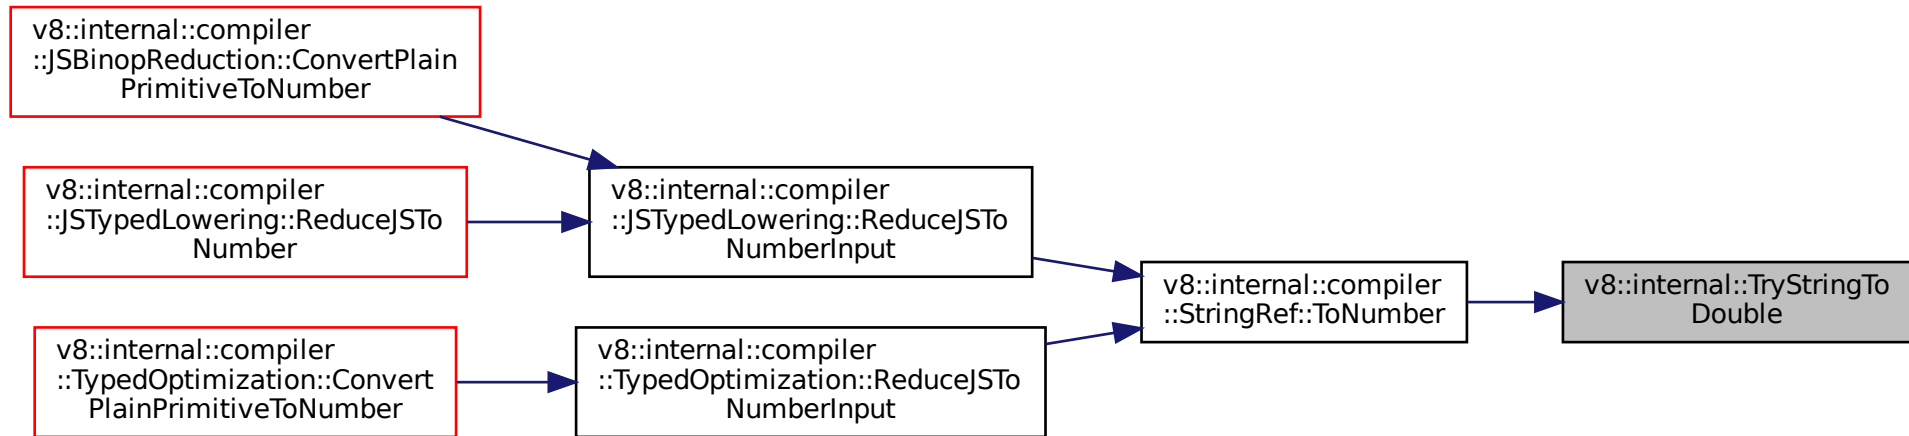 v8::internal::compiler
::JSBinopReduction::ConvertPlain
PrimitiveToNumber
v8::internal::compiler
::JSTypedLowering::ReduceJSTo
Number
v8::internal::compiler
::TypedOptimization::Convert
PlainPrimitiveToNumber
v8::internal::compiler
::JSTypedLowering::ReduceJSTo
NumberInput
v8::internal::compiler
::TypedOptimization::ReduceJSTo
NumberInput
v8::internal::compiler
::StringRef::ToNumber
v8::internal::TryStringTo
Double